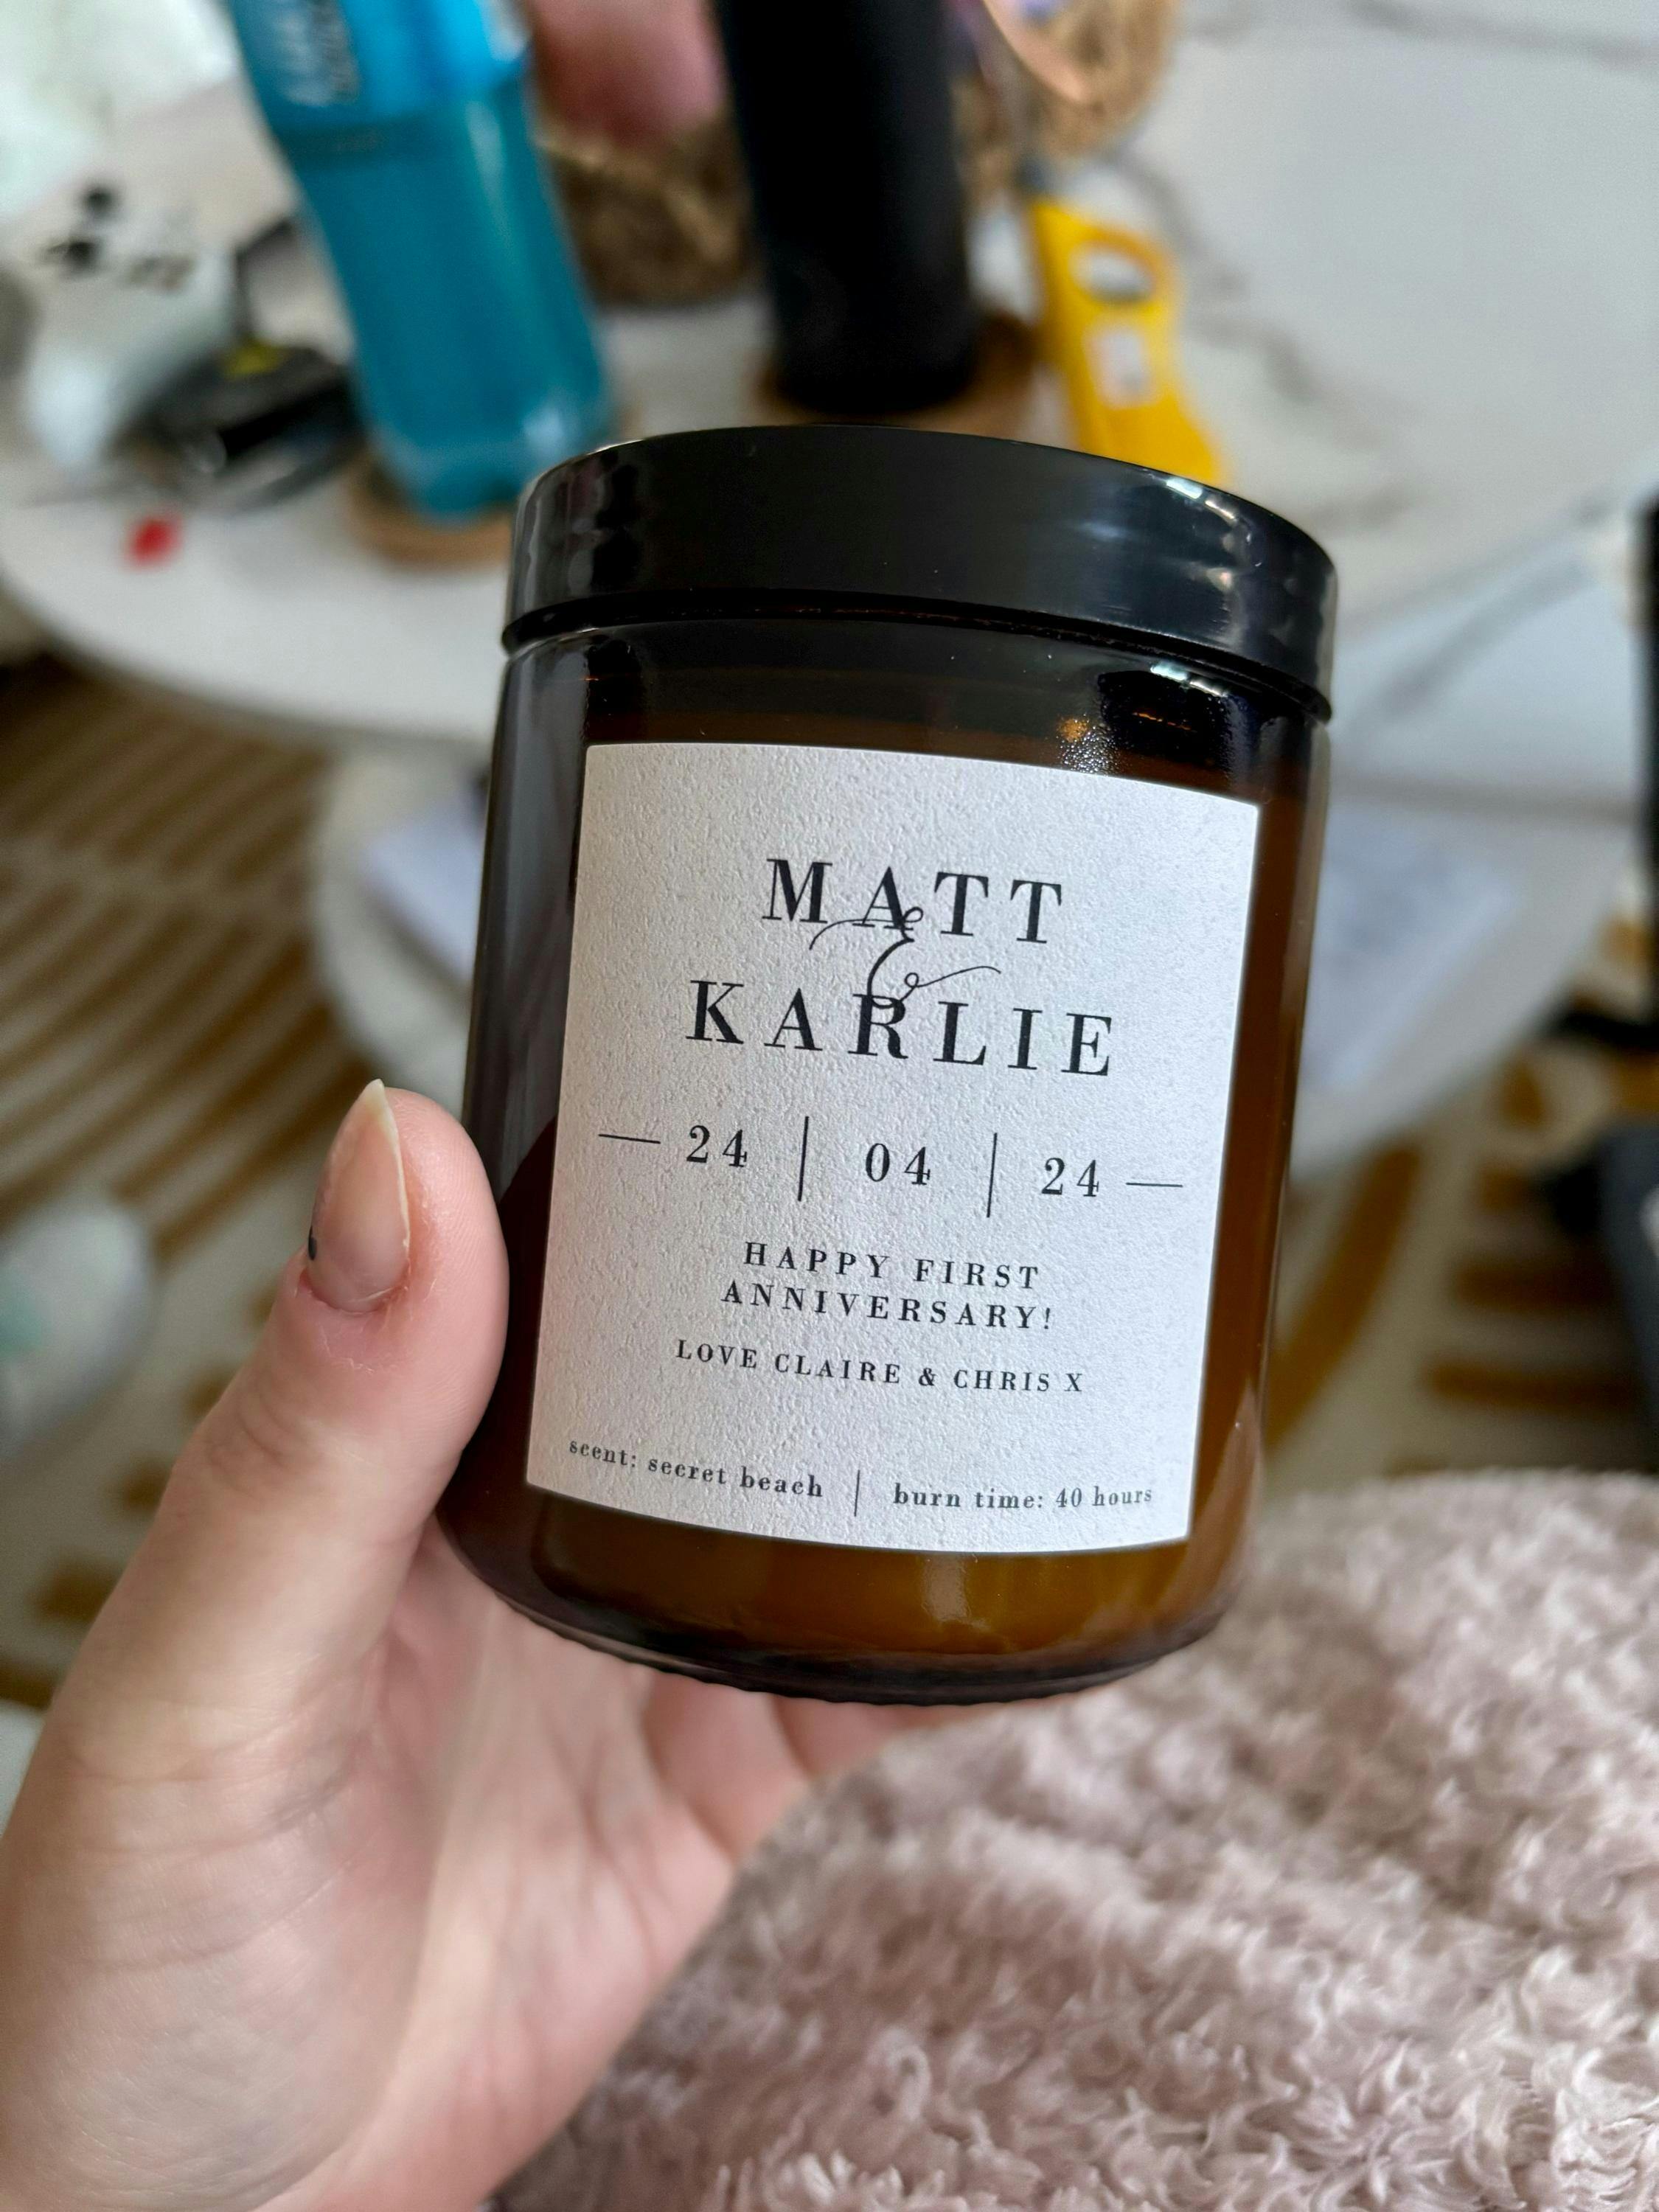 MATT
&
KARLIE
— 24 | 04 | 24 —
HAPPY FIRST
ANNIVERSARY!
LOVE CLAIRE & CHRIS X
scent: secret beach | burn time: 40 hours